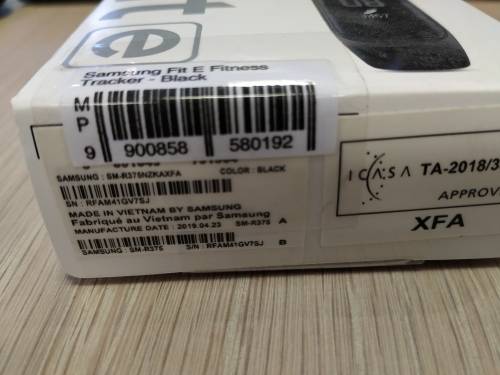 te
Samsung Fit E Fitness
Tracker - Black
MP
9 900858 580192
SAMSUNG : SM-R375NZKAXFA COLOR : BLACK
SN : RFAM41GV7SJ
MADE IN VIETNAM BY SAMSUNG
Fabriqué au Vietnam par Samsung
MANUFACTURE DATE : 2019.04.23 SM-R375 A
SAMSUNG : SM-R375 S/N : RFAM41GV7SJ B
ICASA TA-2018/3
APPROV
XFA